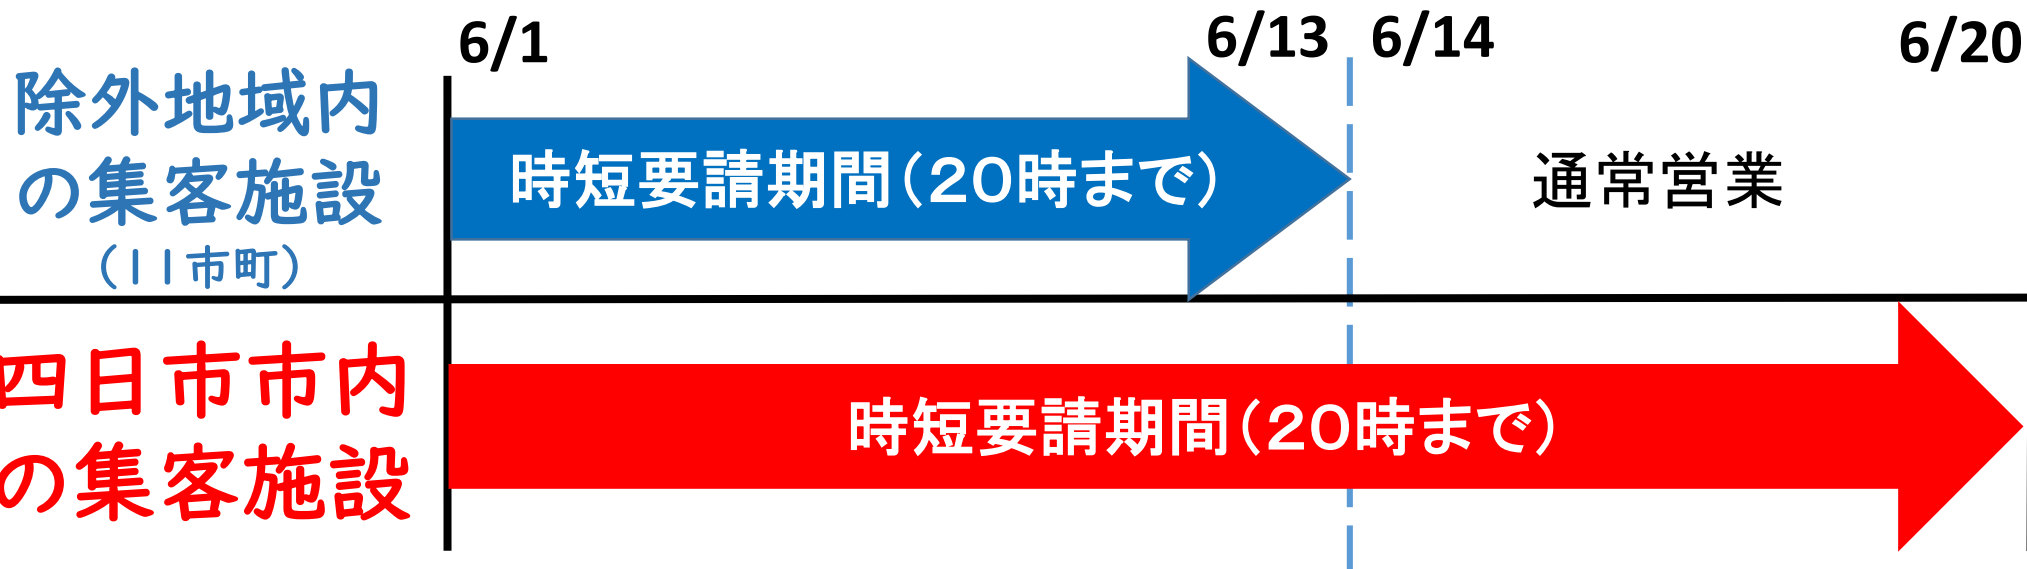 6/1
6/13
6/14
6/20
除外地域内
の集客施設
（11市町）
時短要請期間（20時まで）
通常営業
四日市市内
の集客施設
時短要請期間（20時まで）